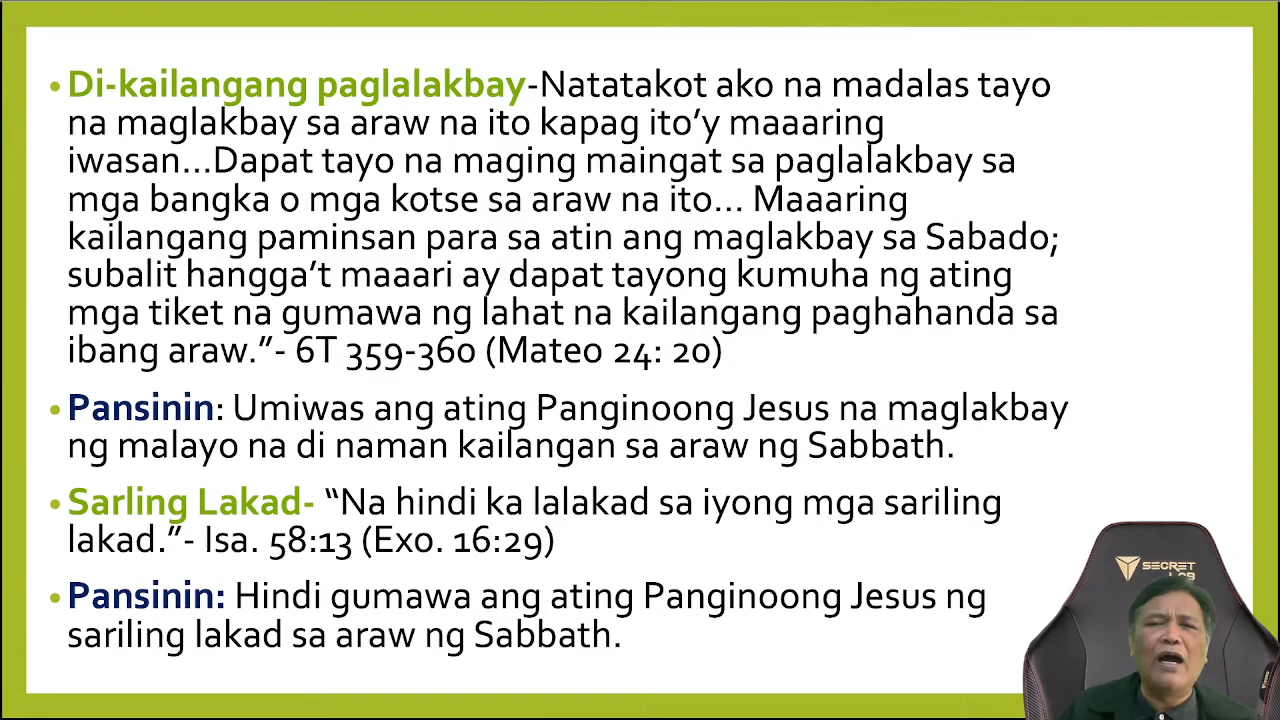 • Di-kailangang paglalakbay-Natatakot ako na madalas tayo
na maglakbay sa araw na ito kapag ito'y maaaring
iwasan...Dapat tayo na maging maingat sa paglalakbay sa
mga bangka o mga kotse sa araw na ito... Maaaring
kailangang paminsan para sa atin ang maglakbay sa Sabado;
subalit hangga't maaari ay dapat tayong kumuha ng ating
mga tiket na gumawa ng lahat na kailangang paghahanda sa
ibang araw."- 6T 359-360 (Mateo 24: 20)
• Pansinin: Umiwas ang ating Panginoong Jesus na maglakbay
ng malayo na di naman kailangan sa araw ng Sabbath.
• Sarling Lakad- "Na hindi ka lalakad sa iyong mga sariling
lakad."- Isa. 58:13 (Exo. 16:29)
• Pansinin: Hindi gumawa ang ating Panginoong Jesus ng
sariling lakad sa araw ng Sabbath.
SECRET
LAB